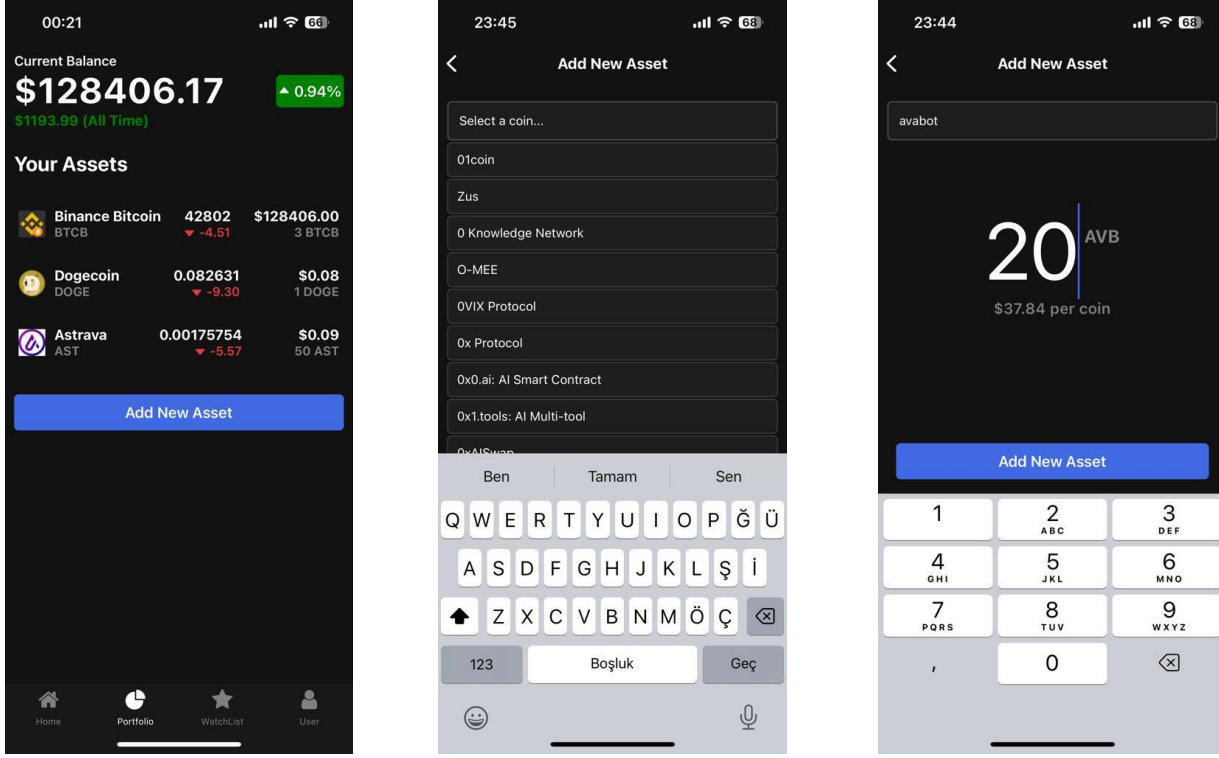 00:21
66
Current Balance
$128406.17
0.94%
$1193.99 (All Time)
Your Assets
Binance Bitcoin 42802 $128406.00
BTCB -4.51 3 BTCB
Dogecoin 0.082631 $0.08
DOGE -9.30 1 DOGE
Astrava 0.00175754 $0.09
AST -5.57 50 AST
Add New Asset
Home Portfolio WatchList User
23:45
68
Add New Asset
Select a coin...
01coin
Zus
0 Knowledge Network
O-MEE
0VIX Protocol
0x Protocol
0x0.ai: AI Smart Contract
0x1.tools: AI Multi-tool
0xAISwap
Ben Tamam Sen
Q W E R T Y U I O P Ğ Ü
A S D F G H J K L Ş İ
Z X C V B N M Ö Ç
123 Boşluk Geç
23:44
68
Add New Asset
avabot
20 AVB
$37.84 per coin
Add New Asset
1 2 3
ABC DEF
4 5 6
GHI JKL MNO
7 8 9
PQRS TUV WXYZ
, 0